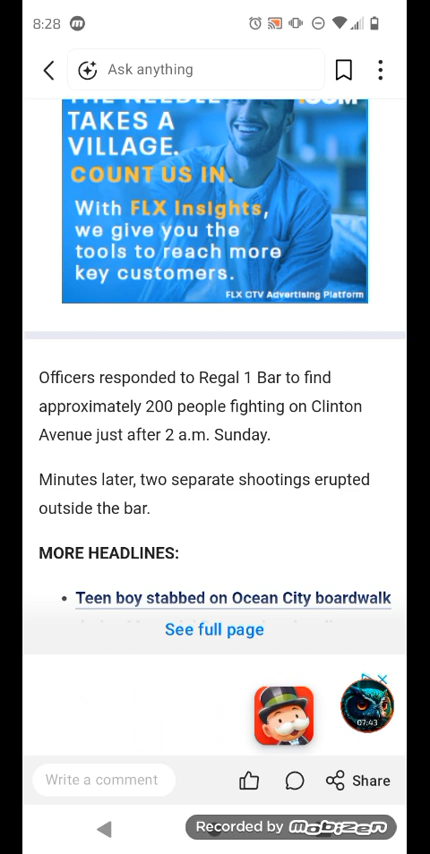 8:28
Ask anything
THE NEEDLE
TAKES A
VILLAGE.
COUNT US IN.
With FLX Insights,
we give you the
tools to reach more
key customers.
FLX CTV Advertising Platform
Officers responded to Regal 1 Bar to find
approximately 200 people fighting on Clinton
Avenue just after 2 a.m. Sunday.
Minutes later, two separate shootings erupted
outside the bar.
MORE HEADLINES:
• Teen boy stabbed on Ocean City boardwalk
See full page
07:43
Write a comment
Share
Recorded by mobizen